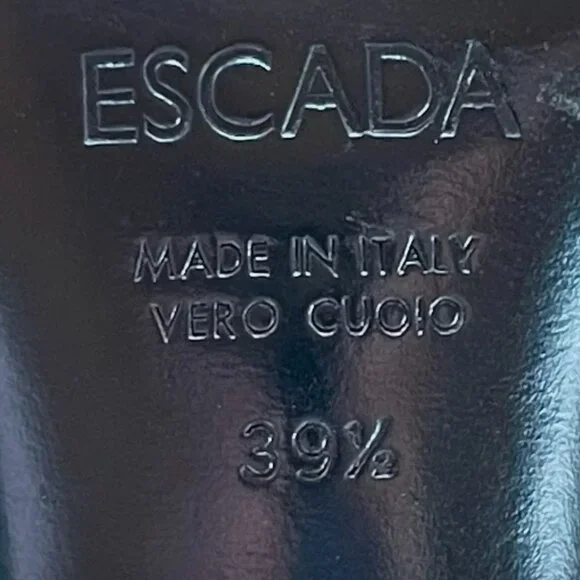 ESCADA
MADE IN ITALY
VERO CUOIO
39½